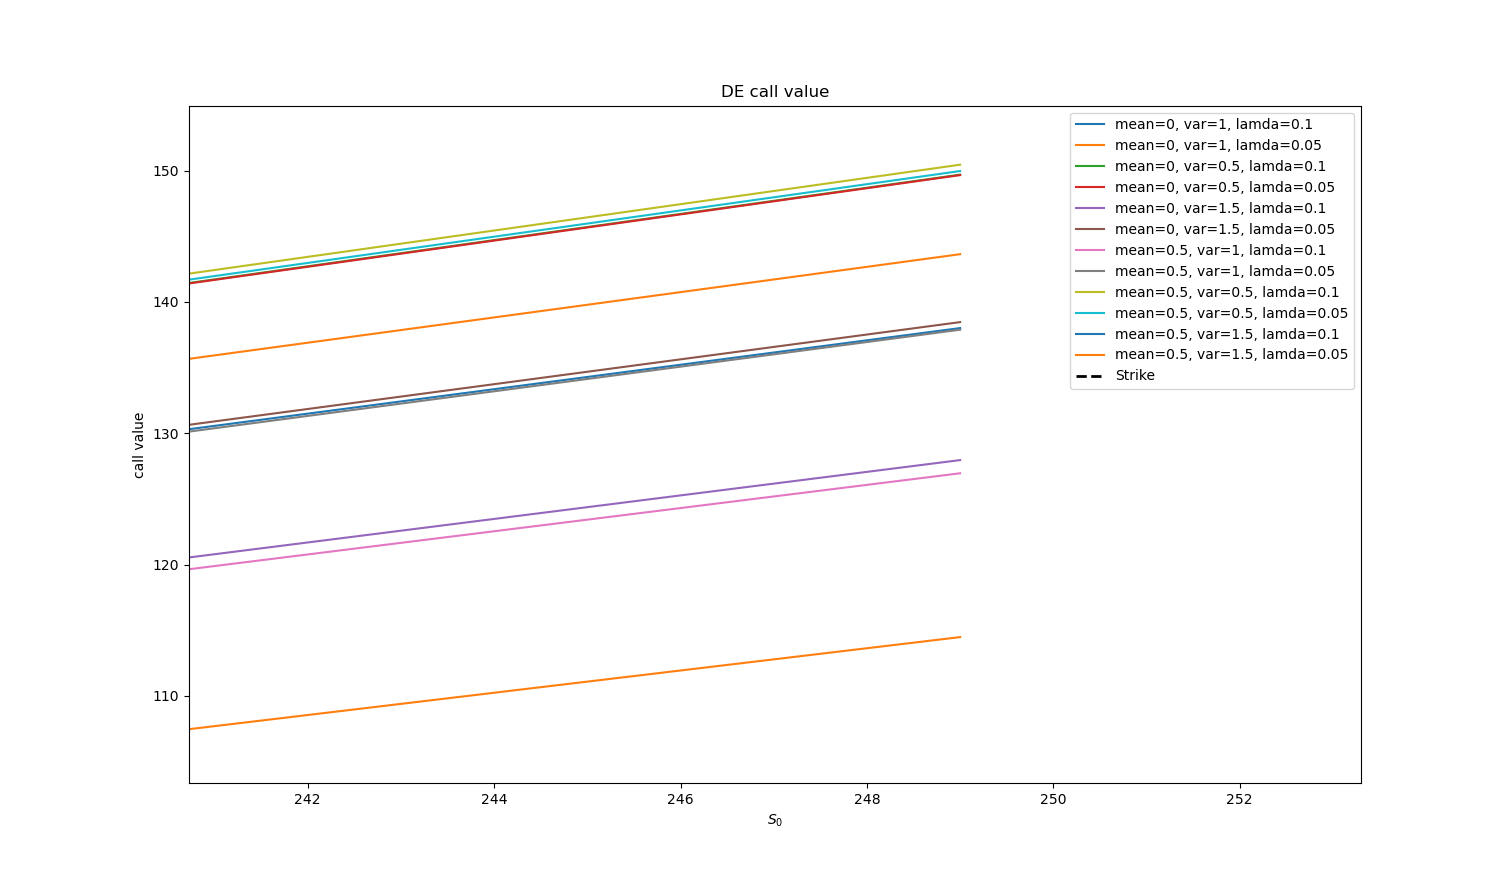 DE call value
mean=0, var=1, lamda=0.1
mean=0, var=1, lamda=0.05
mean=0, var=0.5, lamda=0.1
mean=0, var=0.5, lamda=0.05
mean=0, var=1.5, lamda=0.1
mean=0, var=1.5, lamda=0.05
mean=0.5, var=1, lamda=0.1
mean=0.5, var=1, lamda=0.05
mean=0.5, var=0.5, lamda=0.1
mean=0.5, var=0.5, lamda=0.05
mean=0.5, var=1.5, lamda=0.1
mean=0.5, var=1.5, lamda=0.05
Strike
150
140
130
120
110
call value
242 244 246 248 250 252
S₀